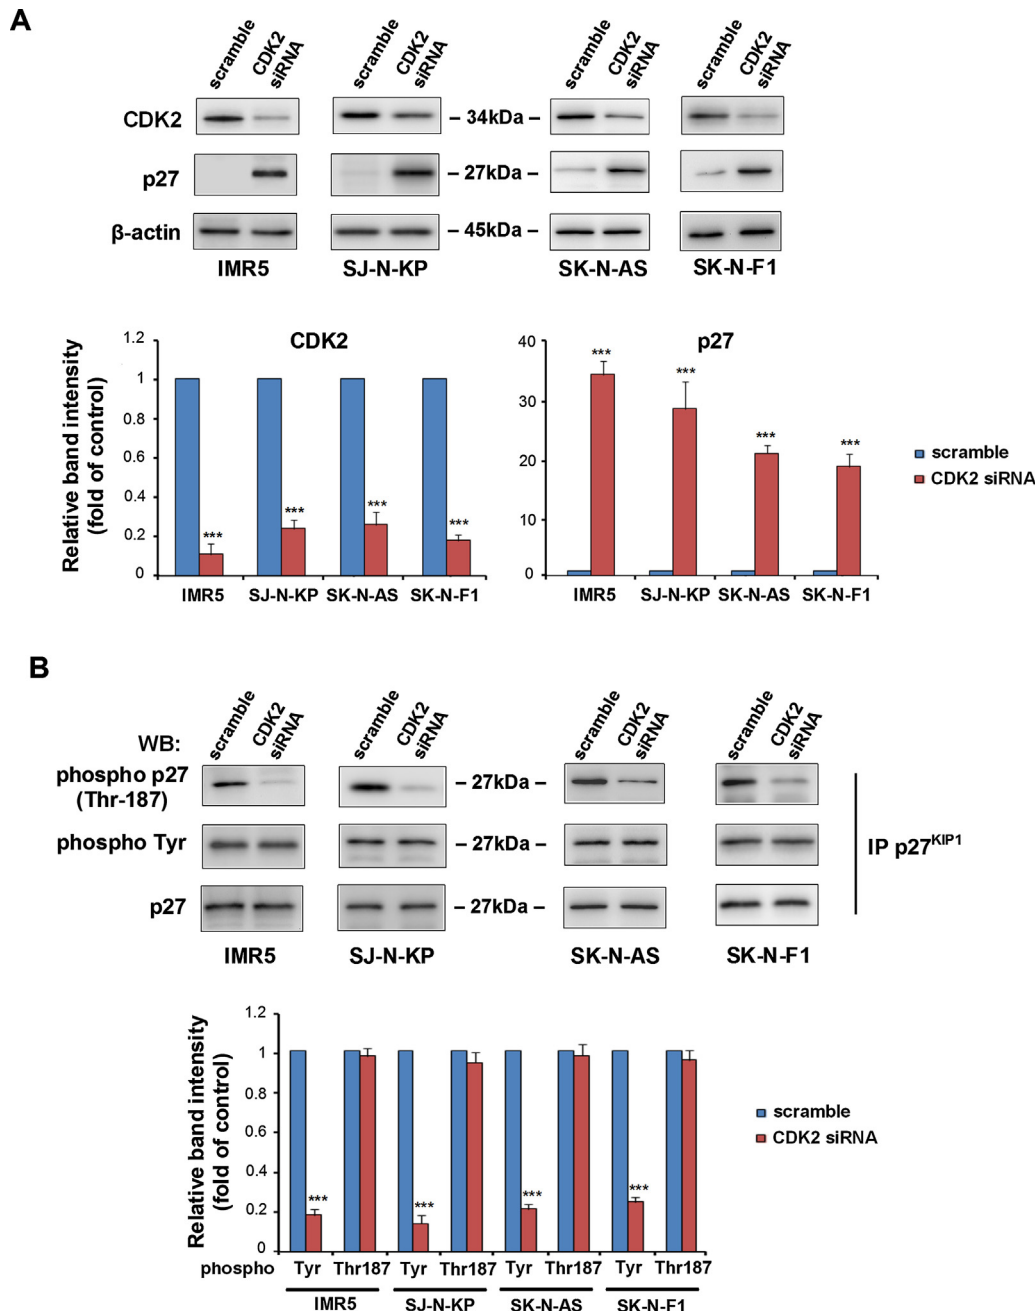 A
scramble
CDK2
siRNA
scramble
CDK2
siRNA
scramble
CDK2
siRNA
scramble
CDK2
siRNA
CDK2
– 34kDa –
p27
– 27kDa –
β-actin
– 45kDa –
IMR5 SJ-N-KP SK-N-AS SK-N-F1
Relative band intensity
(fold of control)
CDK2
1.2
1
0.8
0.6
0.4
0.2
0
***
***
***
***
IMR5 SJ-N-KP SK-N-AS SK-N-F1
p27
40
30
20
10
0
***
***
***
***
IMR5 SJ-N-KP SK-N-AS SK-N-F1
scramble
CDK2 siRNA
B
WB:
scramble
CDK2
siRNA
scramble
CDK2
siRNA
scramble
CDK2
siRNA
scramble
CDK2
siRNA
phospho p27
(Thr-187)
– 27kDa –
phospho Tyr
– 27kDa –
p27
– 27kDa –
IP p27KIP1
IMR5 SJ-N-KP SK-N-AS SK-N-F1
Relative band intensity
(fold of control)
1.2
1
0.8
0.6
0.4
0.2
0
***
***
***
***
scramble
CDK2 siRNA
phospho Tyr Thr187 Tyr Thr187 Tyr Thr187 Tyr Thr187
IMR5 SJ-N-KP SK-N-AS SK-N-F1